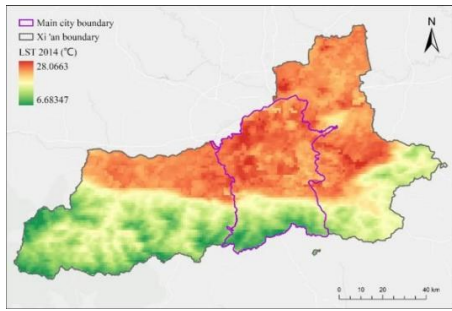 Main city boundary
Xi 'an boundary
LST 2014 (℃)
28.0663
6.68347
N
0 10 20 40 km